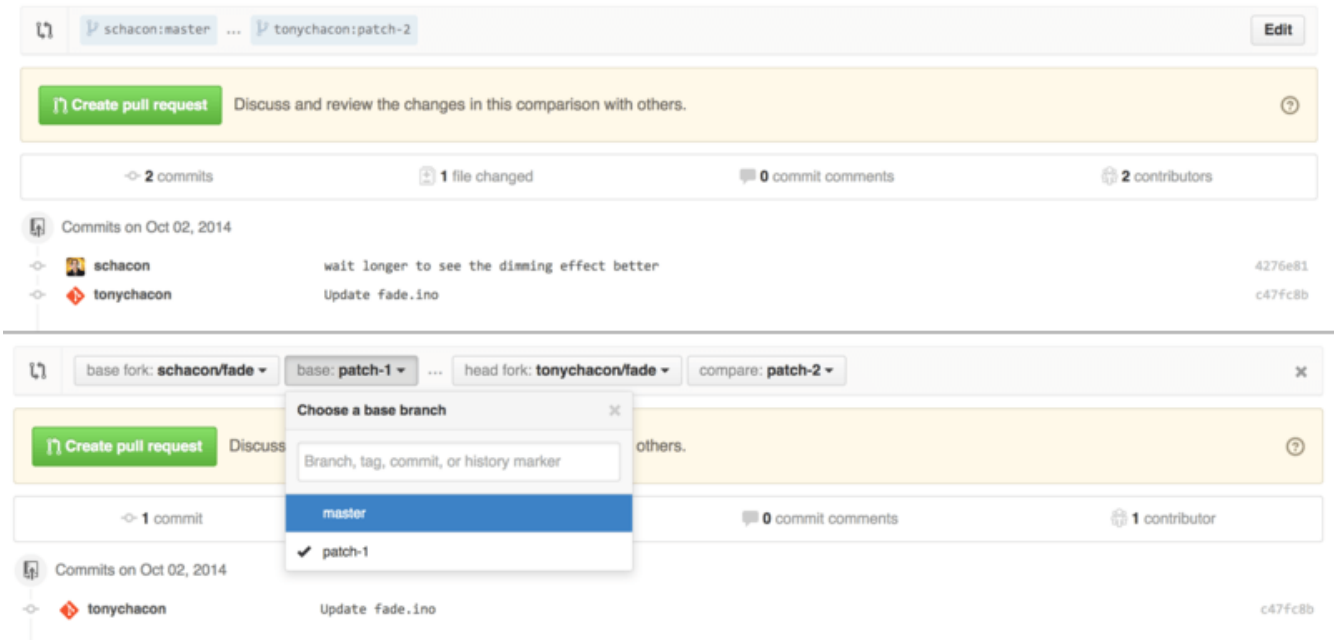 schacon:master ... tonychacon:patch-2 Edit
Create pull request Discuss and review the changes in this comparison with others.
2 commits 1 file changed 0 commit comments 2 contributors
Commits on Oct 02, 2014
schacon wait longer to see the dimming effect better 4276e81
tonychacon Update fade.ino c47fc8b
base fork: schacon/fade base: patch-1 ... head fork: tonychacon/fade compare: patch-2
Choose a base branch
Create pull request Discuss others.
Branch, tag, commit, or history marker
master
1 commit 0 commit comments 1 contributor
patch-1
Commits on Oct 02, 2014
tonychacon Update fade.ino c47fc8b